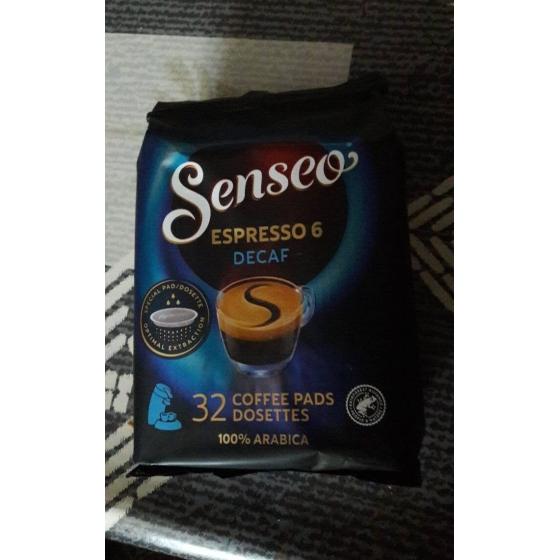 Senseo
ESPRESSO 6
DECAF
SPECIAL PAD/DOSETTE
OPTIMAL EXTRACTION
32 COFFEE PADS
DOSETTES
100% ARABICA